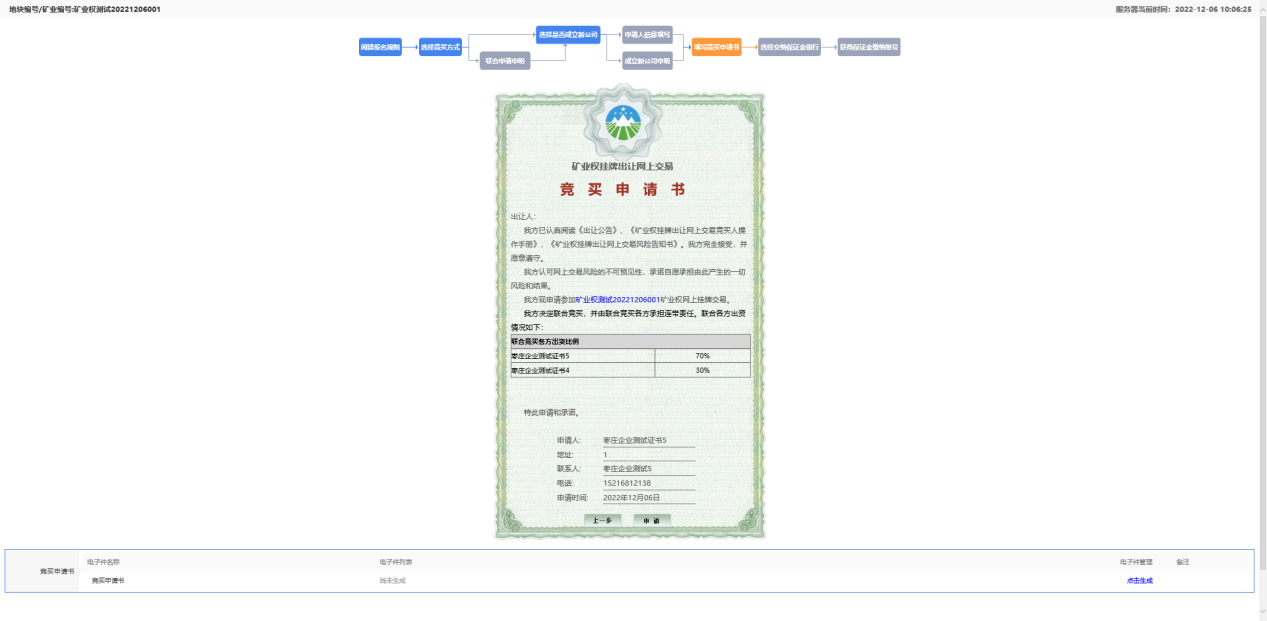 地块编号/矿业编号:矿业权测试20221206001
服务器当前时间：2022-12-06 10:06:25
阅读报名规则
选择竞买方式
选择是否成立新公司
申请人信息填写
填写竞买申请书
选择交纳保证金银行
获得保证金缴纳账号
联合申请申明
成立新公司申明
矿业权挂牌出让网上交易
竞买申请书
出让人：
我方已认真阅读《出让公告》、《矿业权挂牌出让网上交易竞买人操
作手册》、《矿业权挂牌出让网上交易风险告知书》。我方完全接受，并
愿意遵守。
我方认可网上交易风险的不可预见性，承诺自愿承担由此产生的一切
风险和结果。
我方现申请参加矿业权测试20221206001矿业权网上挂牌交易。
我方决定联合竞买，并由联合竞买各方承担连带责任。联合各方出资
情况如下：
联合竞买各方出资比例
枣庄企业测试证书5 70%
枣庄企业测试证书4 30%
特此申请和承诺。
申请人: 枣庄企业测试证书5
地址: 1
联系人: 枣庄企业测试5
电话: 15216812138
申请时间: 2022年12月06日
上一步 申 请
竞买申请书
电子件名称 电子件列表 电子件管理 备注
竞买申请书 尚未生成 点击生成